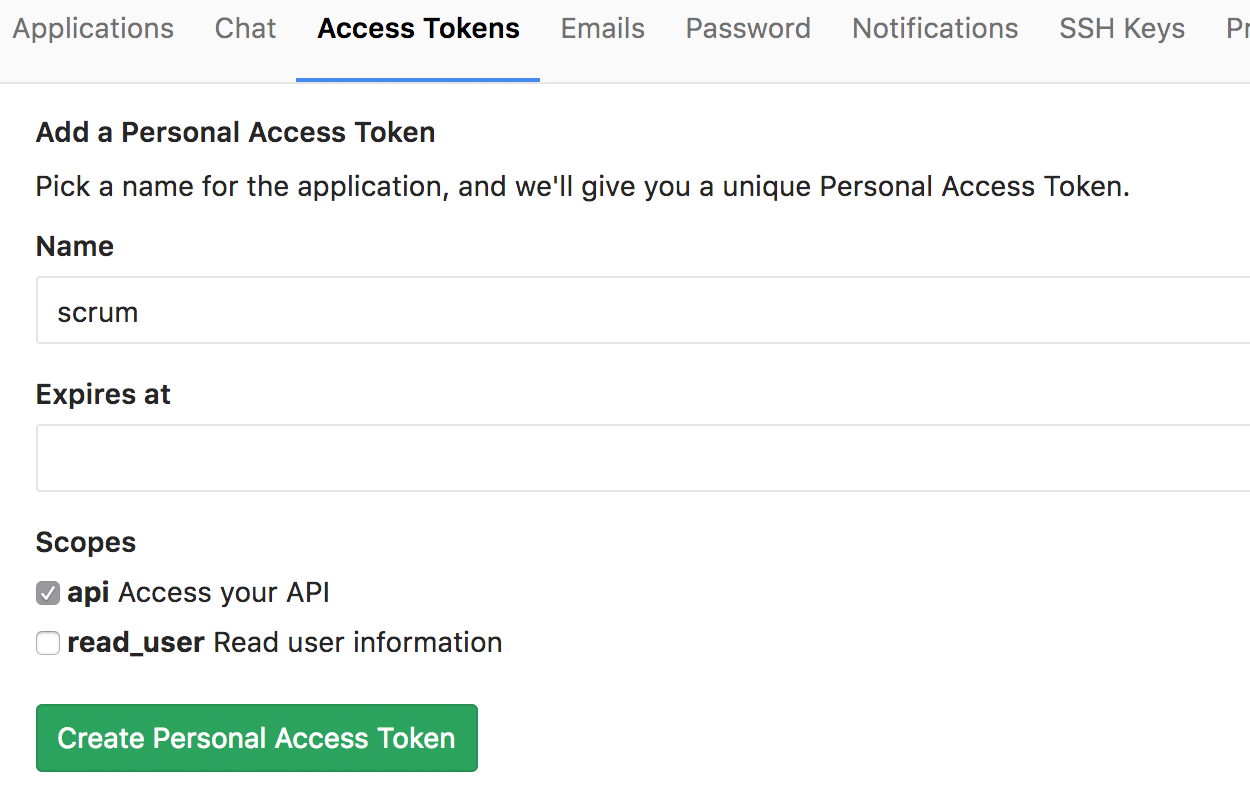 Applications Chat Access Tokens Emails Password Notifications SSH Keys
Add a Personal Access Token
Pick a name for the application, and we'll give you a unique Personal Access Token.
Name
scrum
Expires at
Scopes
api Access your API
read_user Read user information
Create Personal Access Token